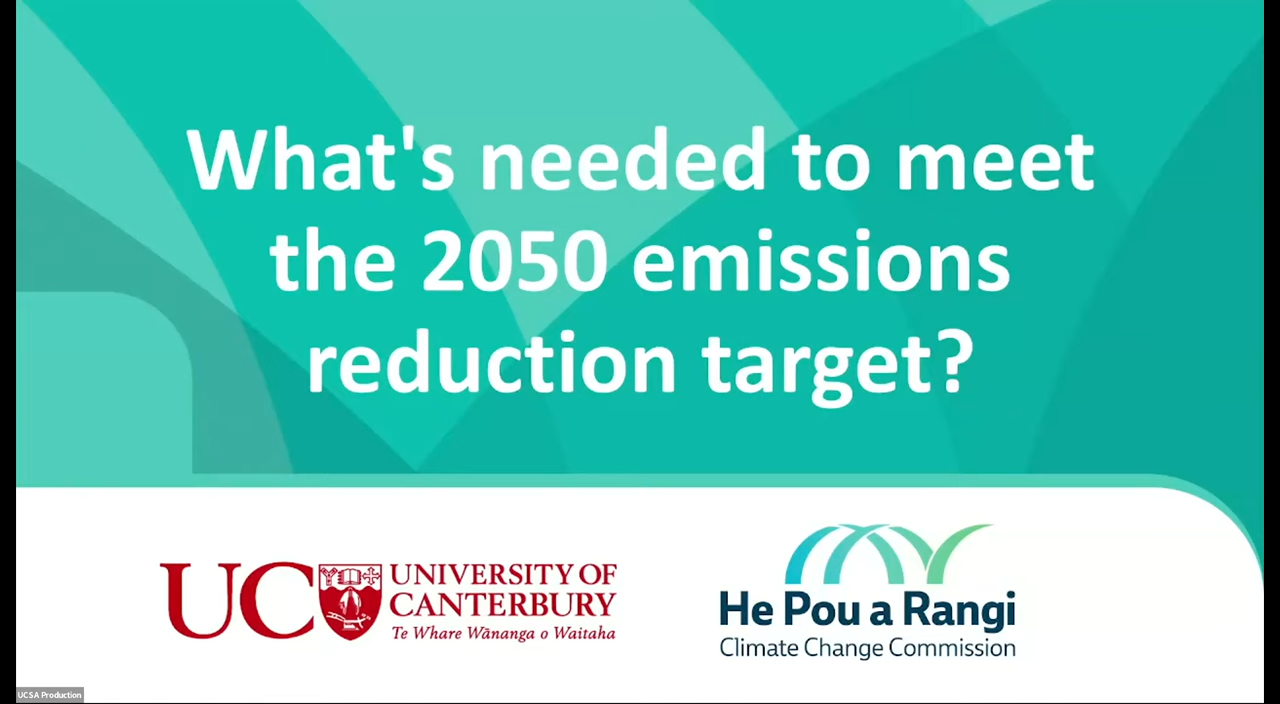 What's needed to meet
the 2050 emissions
reduction target?
UC
UNIVERSITY OF
CANTERBURY
Te Whare Wānanga o Waitaha
He Pou a Rangi
Climate Change Commission
UCSA Production